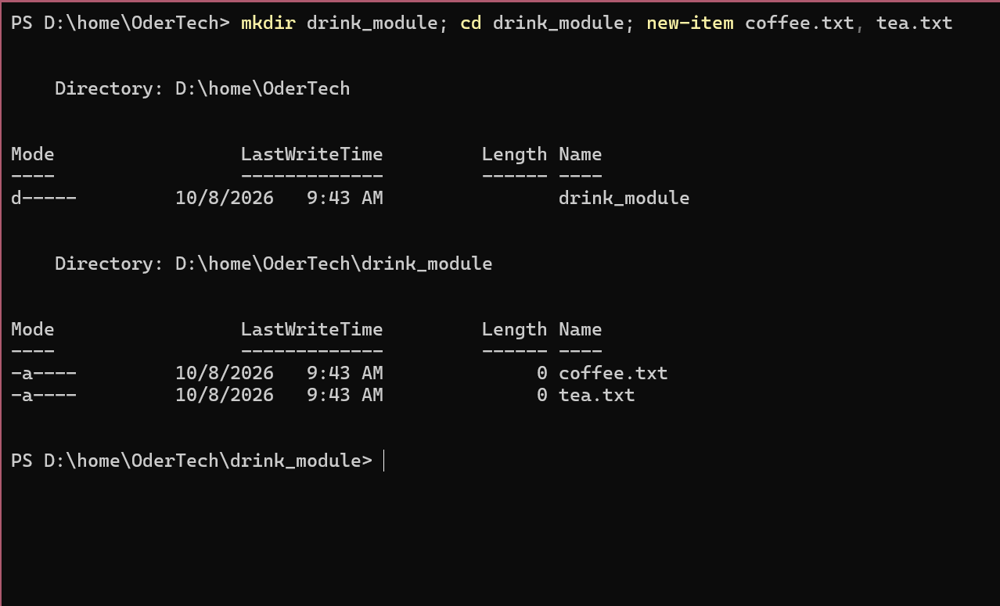 PS D:\home\OderTech> mkdir drink_module; cd drink_module; new-item coffee.txt, tea.txt
Directory: D:\home\OderTech
Mode                 LastWriteTime         Length Name
----                 -------------         ------ ----
d-----         10/8/2026   9:43 AM                drink_module
Directory: D:\home\OderTech\drink_module
Mode                 LastWriteTime         Length Name
----                 -------------         ------ ----
-a----         10/8/2026   9:43 AM              0 coffee.txt
-a----         10/8/2026   9:43 AM              0 tea.txt
PS D:\home\OderTech\drink_module>